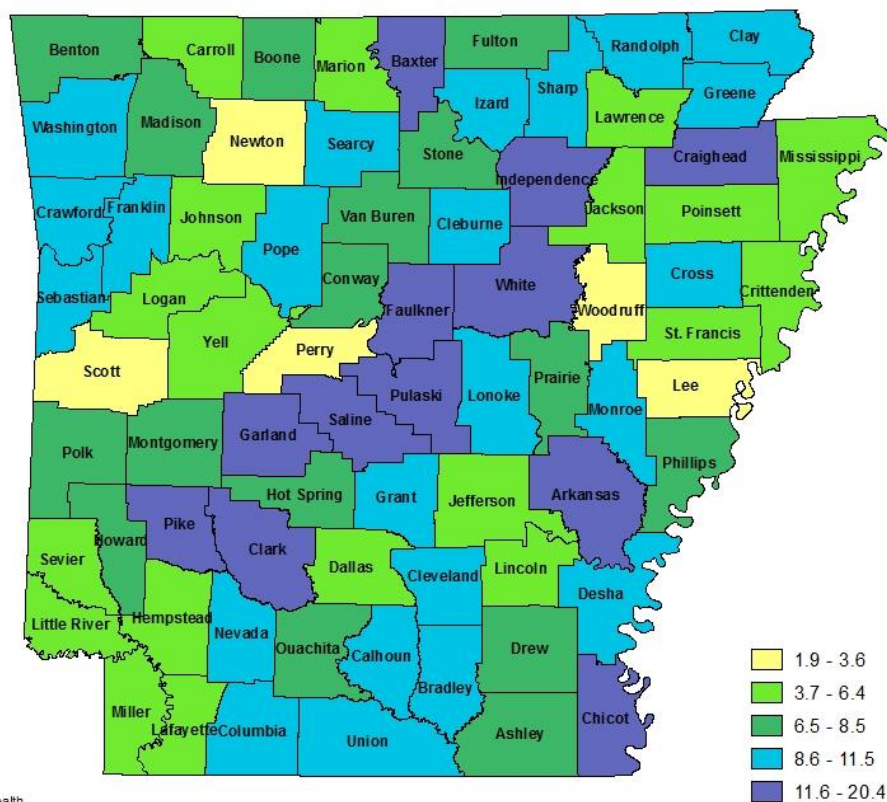 Benton
Carroll
Boone
Marion
Baxter
Fulton
Randolph
Clay
Izard
Sharp
Greene
Lawrence
Washington
Madison
Newton
Searcy
Stone
Independence
Craighead
Mississippi
Crawford
Franklin
Johnson
Pope
Van Buren
Cleburne
Jackson
Poinsett
Sebastian
Logan
Conway
Faulkner
White
Woodruff
Cross
Crittenden
Yell
Perry
St. Francis
Scott
Pulaski
Lonoke
Prairie
Lee
Monroe
Garland
Saline
Polk
Montgomery
Phillips
Hot Spring
Grant
Jefferson
Arkansas
Howard
Pike
Clark
Sevier
Dallas
Cleveland
Lincoln
Desha
Little River
Hempstead
Nevada
Ouachita
Calhoun
Bradley
Drew
Miller
Lafayette
Columbia
Union
Ashley
Chicot
1.9 - 3.6
3.7 - 6.4
6.5 - 8.5
8.6 - 11.5
11.6 - 20.4